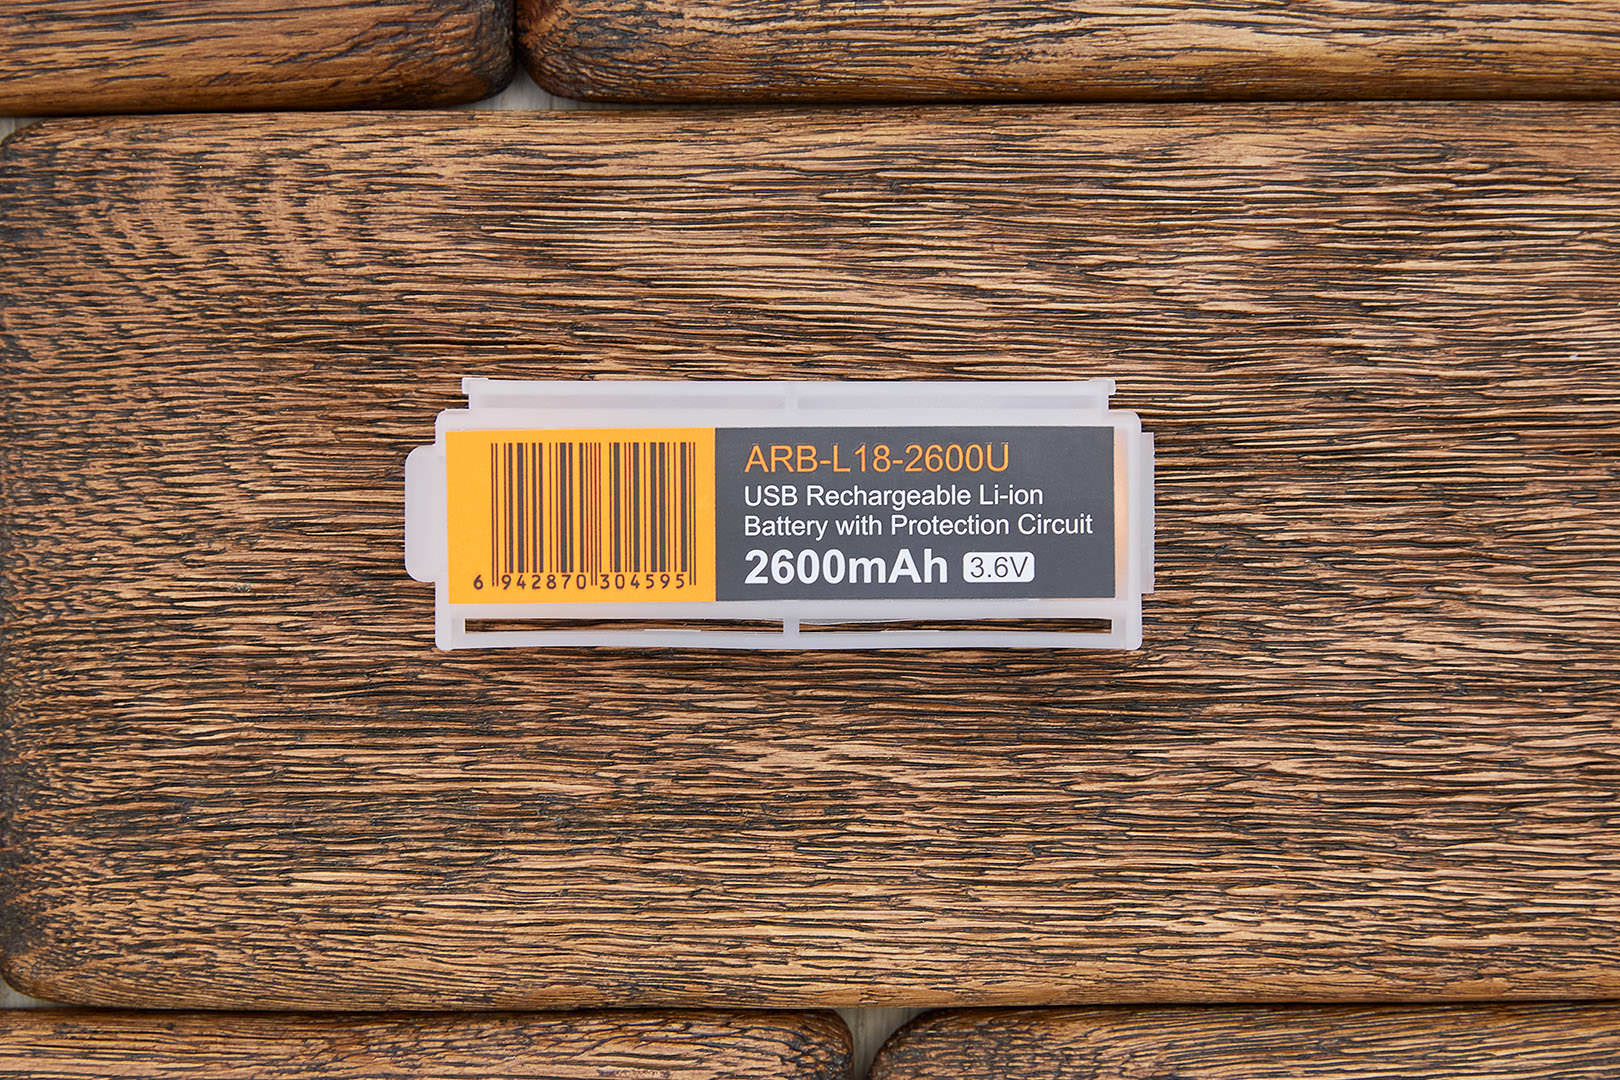 6 942870 304595
ARB-L18-2600U
USB Rechargeable Li-ion
Battery with Protection Circuit
2600mAh 3.6V